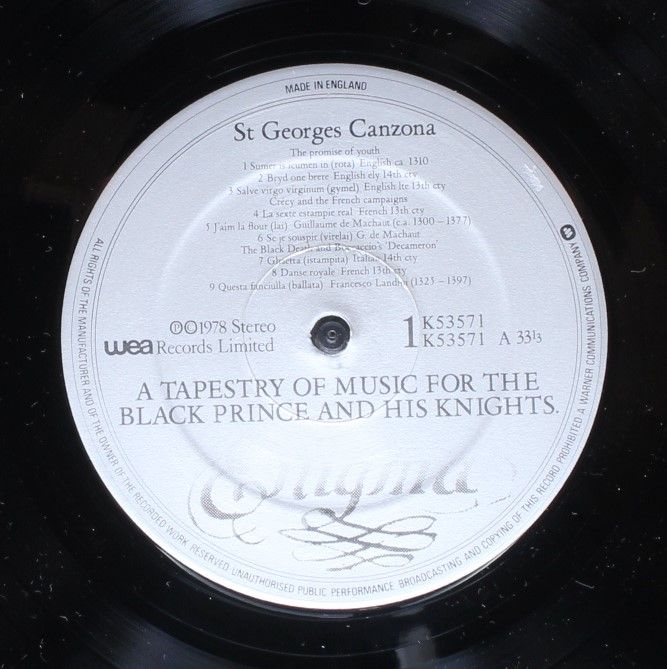 MADE IN ENGLAND
St Georges Canzona
The promise of youth
1 Sumer is icumen in (rota) English ca. 1310
2 Bryd one brere English ely 14th cty
3 Salve virgo virginum (gymel) English lte 13th cty
Crécy and the French campaigns
4 La sexte estampie real French 13th cty
5 J'aim la flour (lai) Guillaume de Machaut (c.a. 1300-1377)
6 Se je souspir (virelai) G. de Machaut
The Black Death and Boccaccio's 'Decameron'
7 Ghaetta (istampita) Italian 14th cty
8 Danse royale French 13th cty
9 Questa fanciulla (ballata) Francesco Landini (1325-1397)
ⓅⒸ1978 Stereo
wea Records Limited
1 K53571
K53571 A 33⅓
A TAPESTRY OF MUSIC FOR THE
BLACK PRINCE AND HIS KNIGHTS.
Enigma
ALL RIGHTS OF THE MANUFACTURER AND OF THE OWNER OF THE RECORDED WORK RESERVED UNAUTHORISED PUBLIC PERFORMANCE BROADCASTING AND COPYING OF THIS RECORD PROHIBITED A WARNER COMMUNICATIONS COMPANY